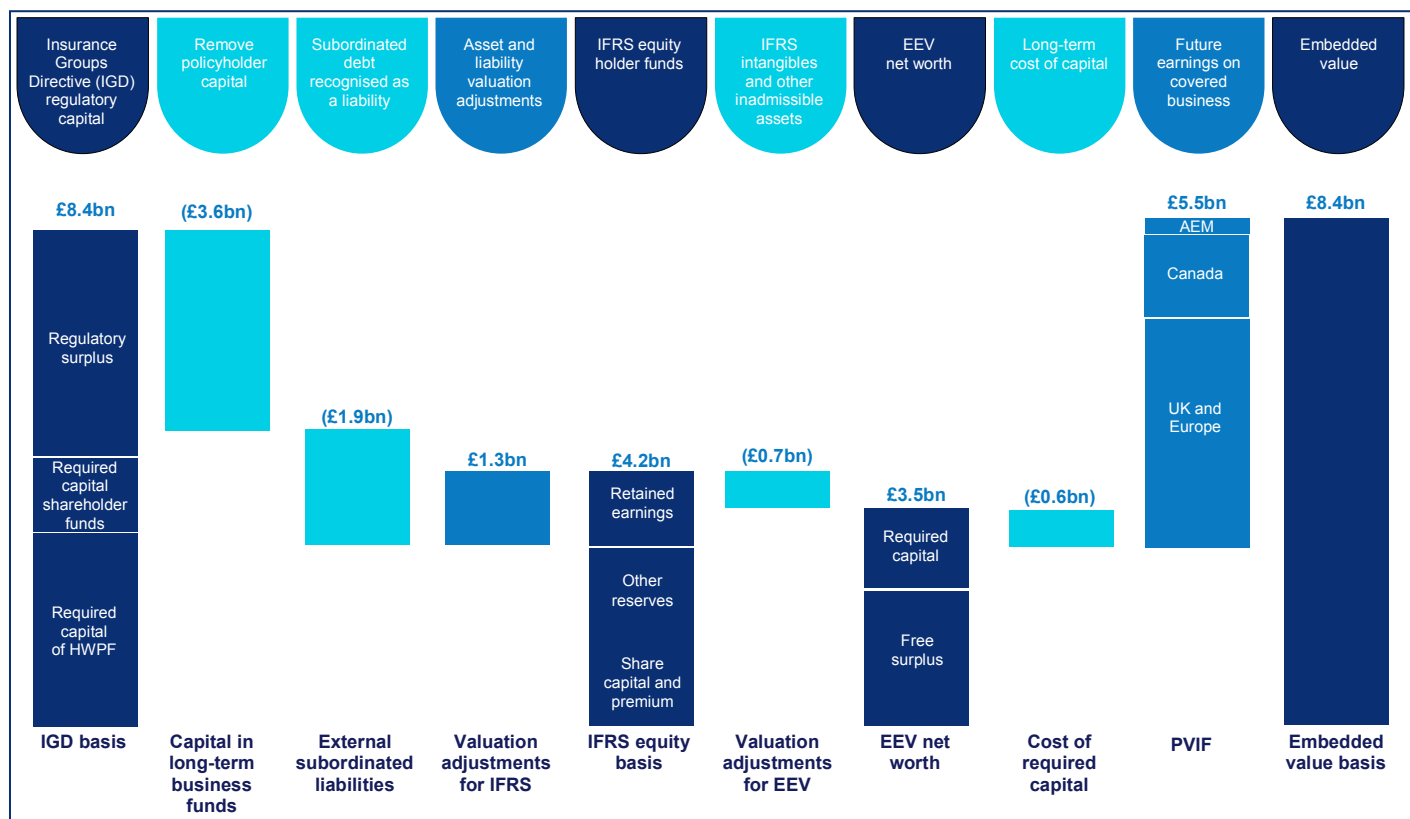 Insurance
Groups
Directive (IGD)
regulatory
capital
Remove
policyholder
capital
Subordinated
debt
recognised as
a liability
Asset and
liability
valuation
adjustments
IFRS equity
holder funds
IFRS
intangibles
and other
inadmissible
assets
EEV
net worth
Long-term
cost of capital
Future
earnings on
covered
business
Embedded
value
£8.4bn
(£3.6bn)
(£1.9bn)
£1.3bn
£4.2bn
(£0.7bn)
£3.5bn
(£0.6bn)
£5.5bn
£8.4bn
Regulatory
surplus
Required
capital
shareholder
funds
Required
capital
of HWPF
Retained
earnings
Other
reserves
Share
capital and
premium
Required
capital
Free
surplus
AEM
Canada
UK and
Europe
IGD basis
Capital in
long-term
business
funds
External
subordinated
liabilities
Valuation
adjustments
for IFRS
IFRS equity
basis
Valuation
adjustments
for EEV
EEV net
worth
Cost of
required
capital
PVIF
Embedded
value basis